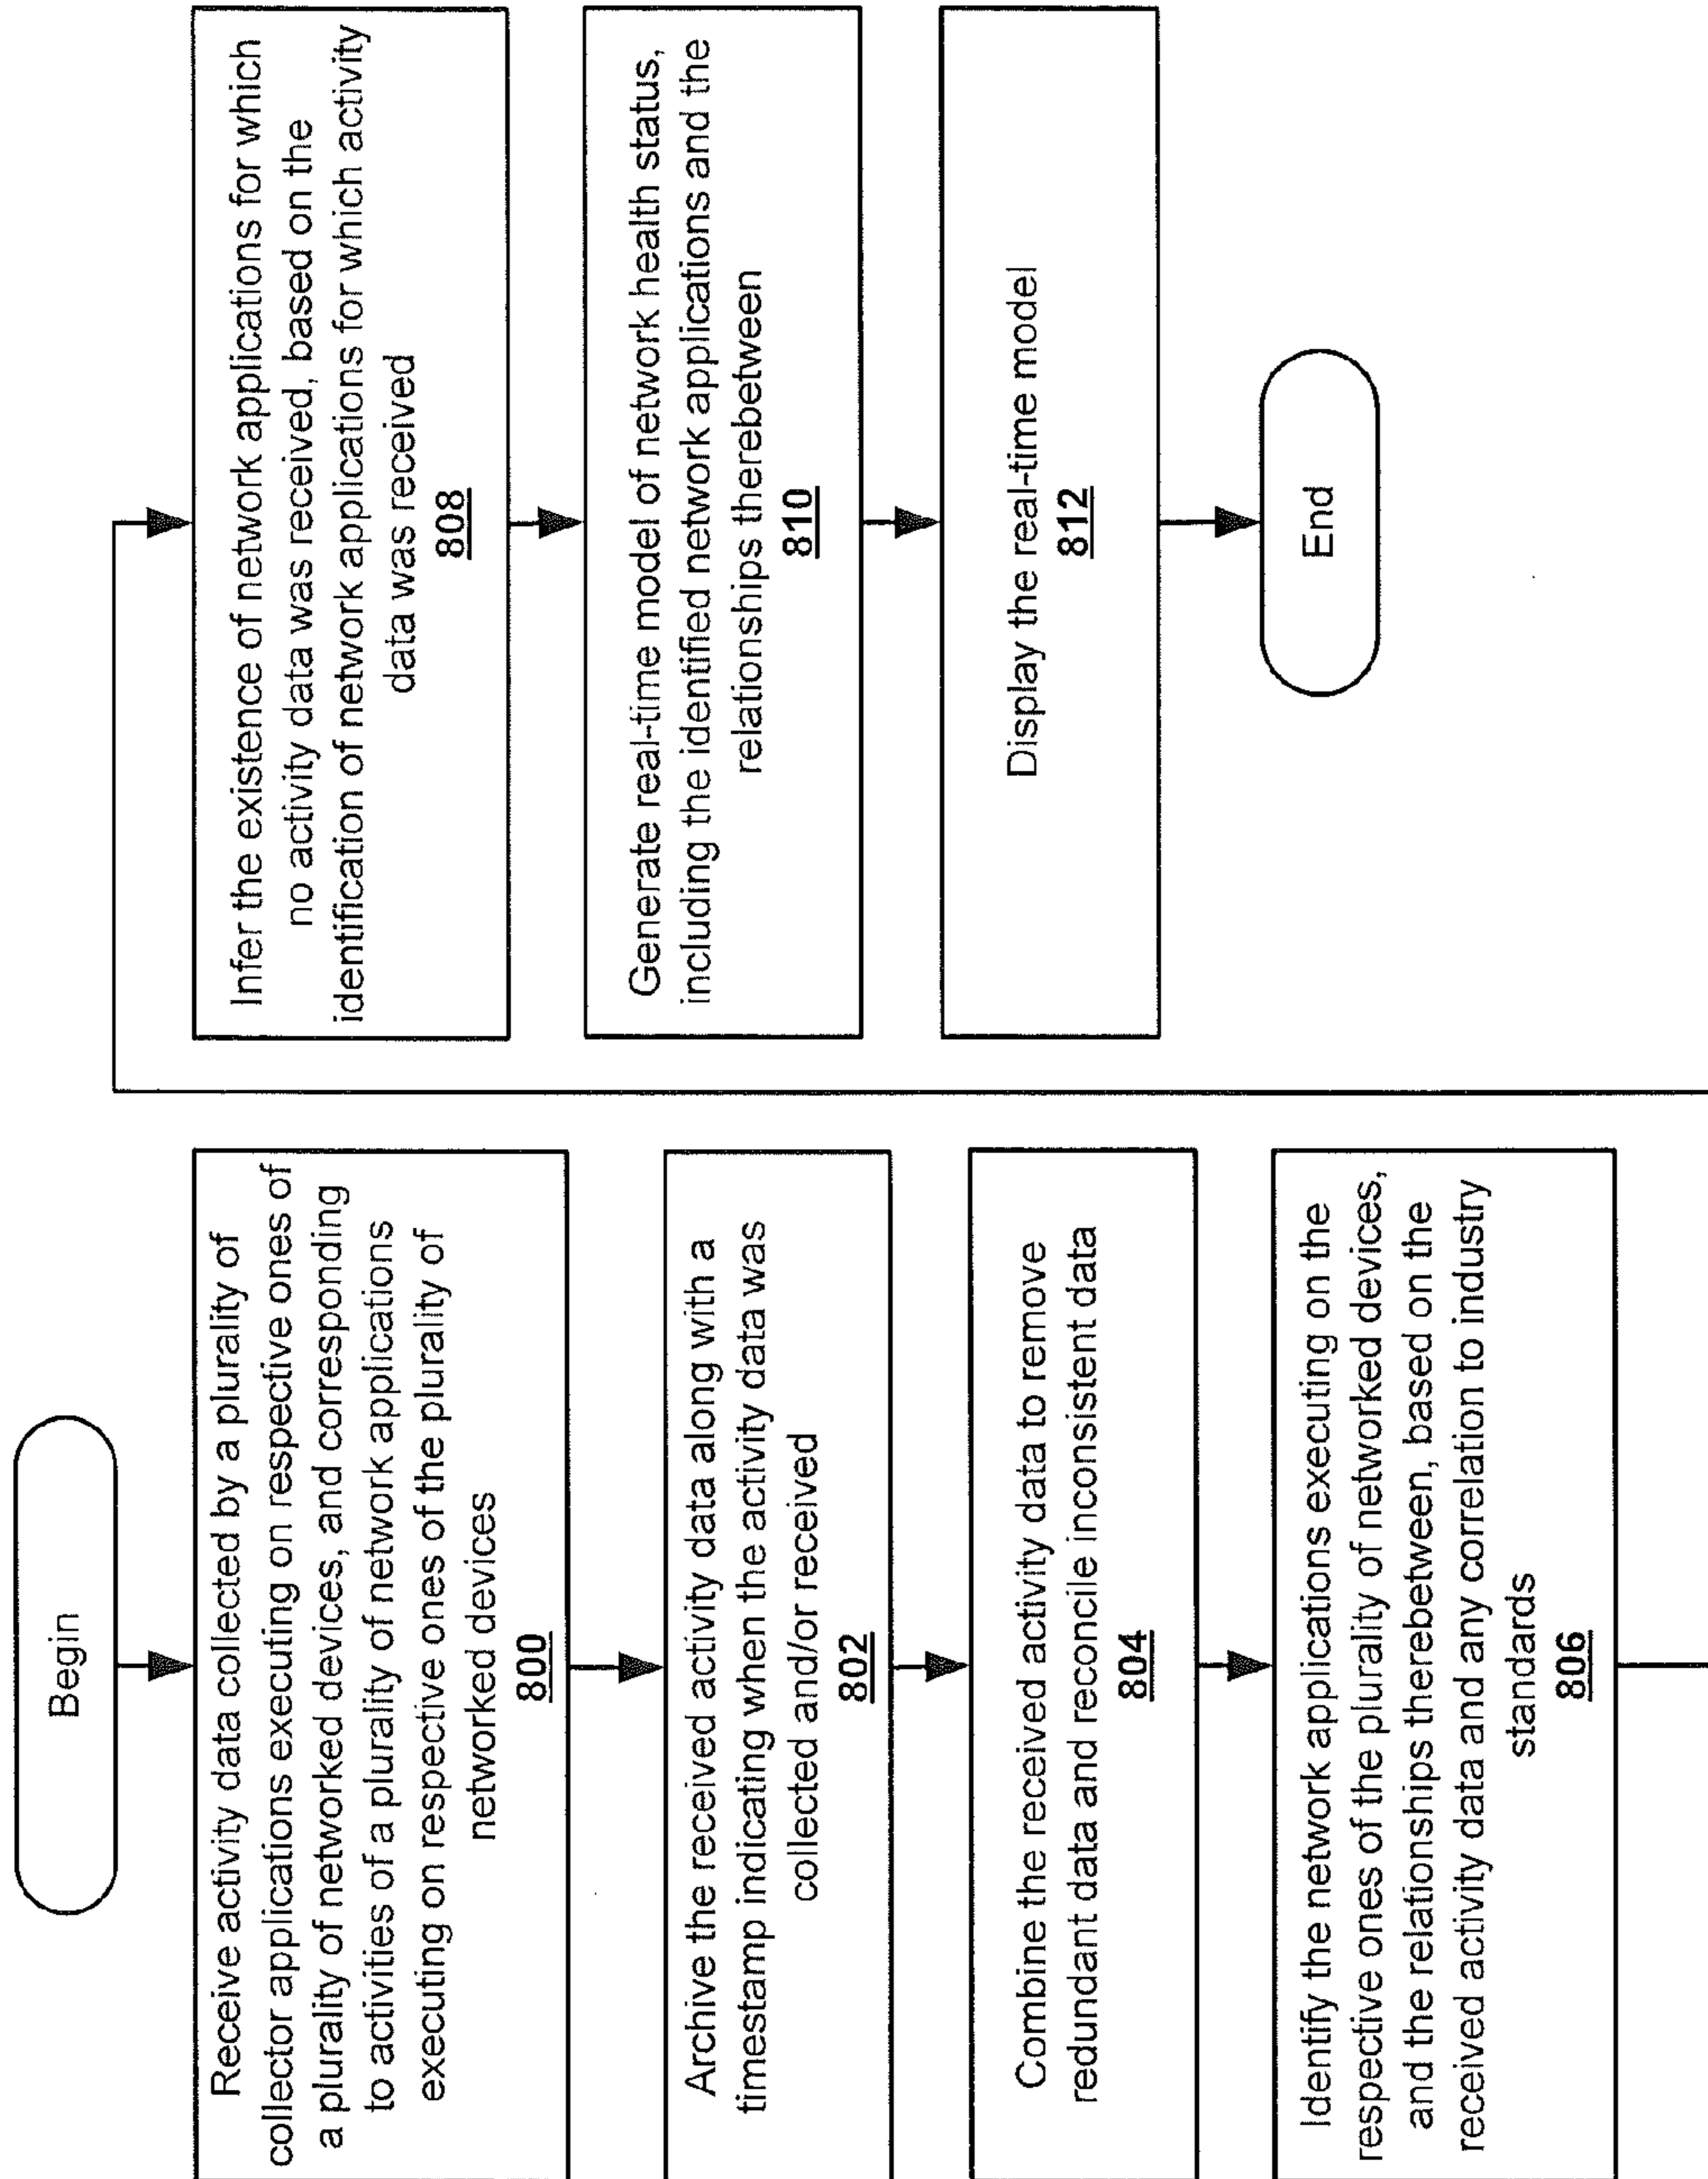 Begin
Receive activity data collected by a plurality of
collector applications executing on respective ones of
a plurality of networked devices, and corresponding
to activities of a plurality of network applications
executing on respective ones of the plurality of
networked devices
800
Archive the received activity data along with a
timestamp indicating when the activity data was
collected and/or received
802
Combine the received activity data to remove
redundant data and reconcile inconsistent data
804
Identify the network applications executing on the
respective ones of the plurality of networked devices,
and the relationships therebetween, based on the
received activity data and any correlation to industry
standards
806
Infer the existence of network applications for which
no activity data was received, based on the
identification of network applications for which activity
data was received
808
Generate real-time model of network health status,
including the identified network applications and the
relationships therebetween
810
Display the real-time model
812
End